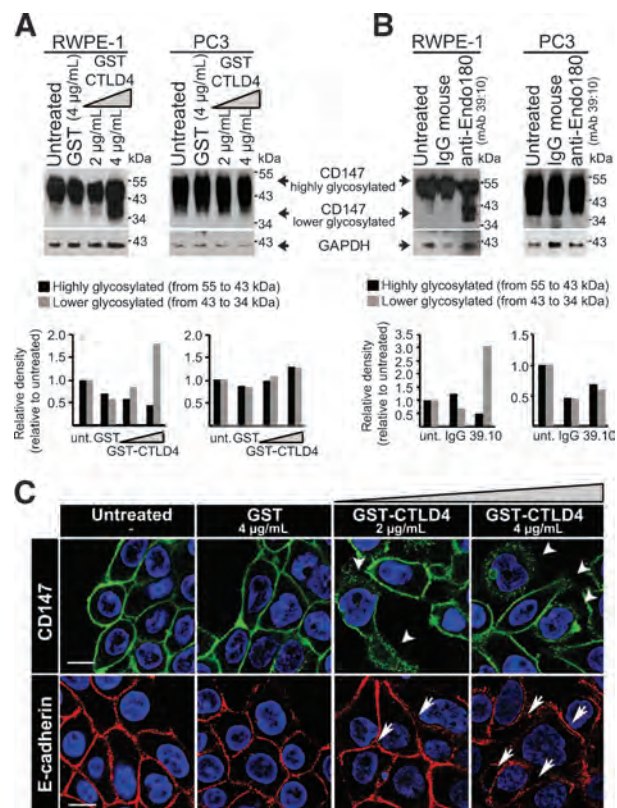 A
RWPE-1 PC3
GST CTLD4 GST CTLD4
Untreated
GST (4 µg/mL)
2 µg/mL
4 µg/mL
kDa
55
43
34
43
Untreated
GST (4 µg/mL)
2 µg/mL
4 µg/mL
kDa
55
43
34
43
CD147
highly glycosylated
CD147
lower glycosylated
GAPDH
B
RWPE-1 PC3
Untreated
IgG mouse
anti-Endo180
(mAb 39:10)
kDa
55
43
34
43
Untreated
IgG mouse
anti-Endo180
(mAb 39:10)
kDa
55
43
34
43
Highly glycosylated (from 55 to 43 kDa)
Lower glycosylated (from 43 to 34 kDa)
Highly glycosylated (from 55 to 43 kDa)
Lower glycosylated (from 43 to 34 kDa)
Relative density
(relative to untreated)
2.0
1.5
1.0
0.5
unt. GST
GST-CTLD4
2.0
1.5
1.0
0.5
unt. GST
GST-CTLD4
Relative density
(relative to untreated)
3.5
3.0
2.5
2.0
1.5
1.0
0.5
unt. IgG 39.10
1.5
1.0
0.5
unt. IgG 39.10
C
Untreated
-
GST
4 µg/mL
GST-CTLD4
2 µg/mL
GST-CTLD4
4 µg/mL
CD147
E-cadherin